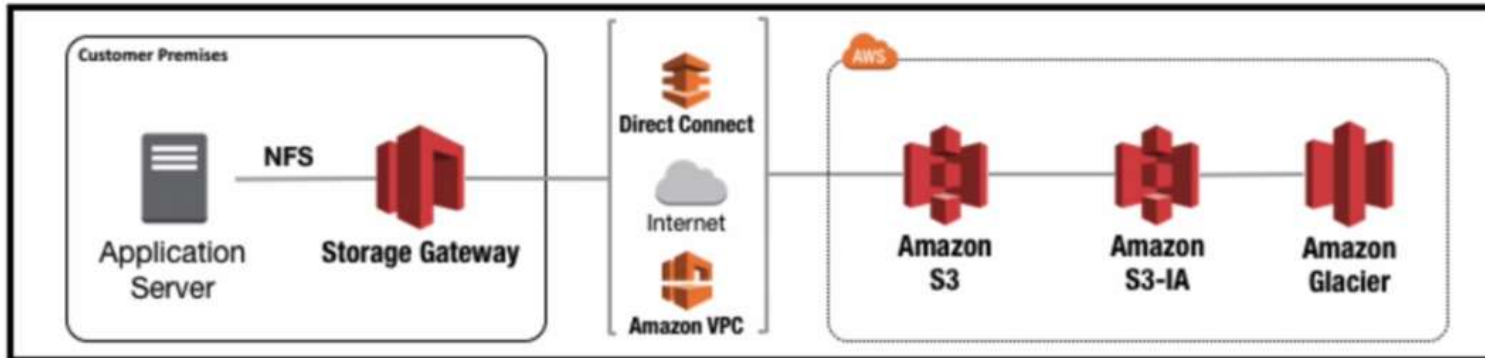 Customer Premises
NFS
Application
Server
Storage Gateway
Direct Connect
Internet
Amazon VPC
AWS
Amazon
S3
Amazon
S3-IA
Amazon
Glacier